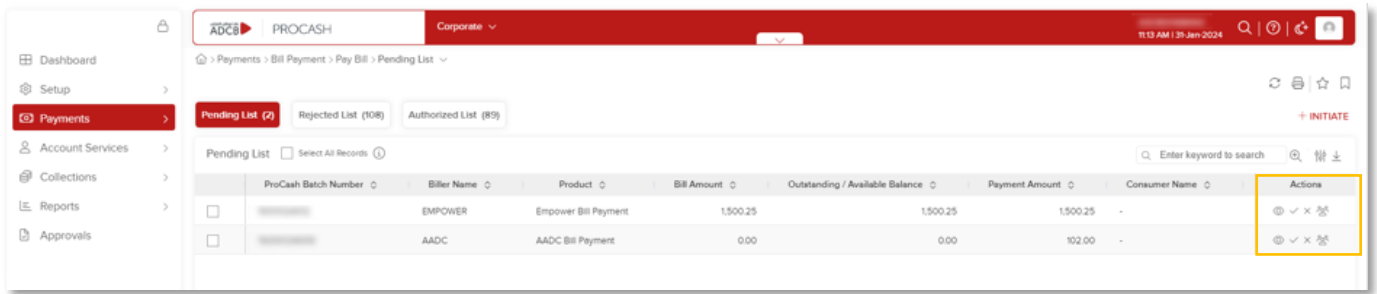 ADCB PROCASH
Corporate
11:13 AM | 31-Jan-2024
Dashboard
Setup
Payments
Account Services
Collections
Reports
Approvals
> Payments > Bill Payment > Pay Bill > Pending List
Pending List (2) Rejected List (108) Authorized List (89)
+ INITIATE
Pending List Select All Records
Enter keyword to search
ProCash Batch Number Biller Name Product Bill Amount Outstanding / Available Balance Payment Amount Consumer Name Actions
EMPOWER Empower Bill Payment 1,500.25 1,500.25 1,500.25 -
AADC AADC Bill Payment 0.00 0.00 102.00 -